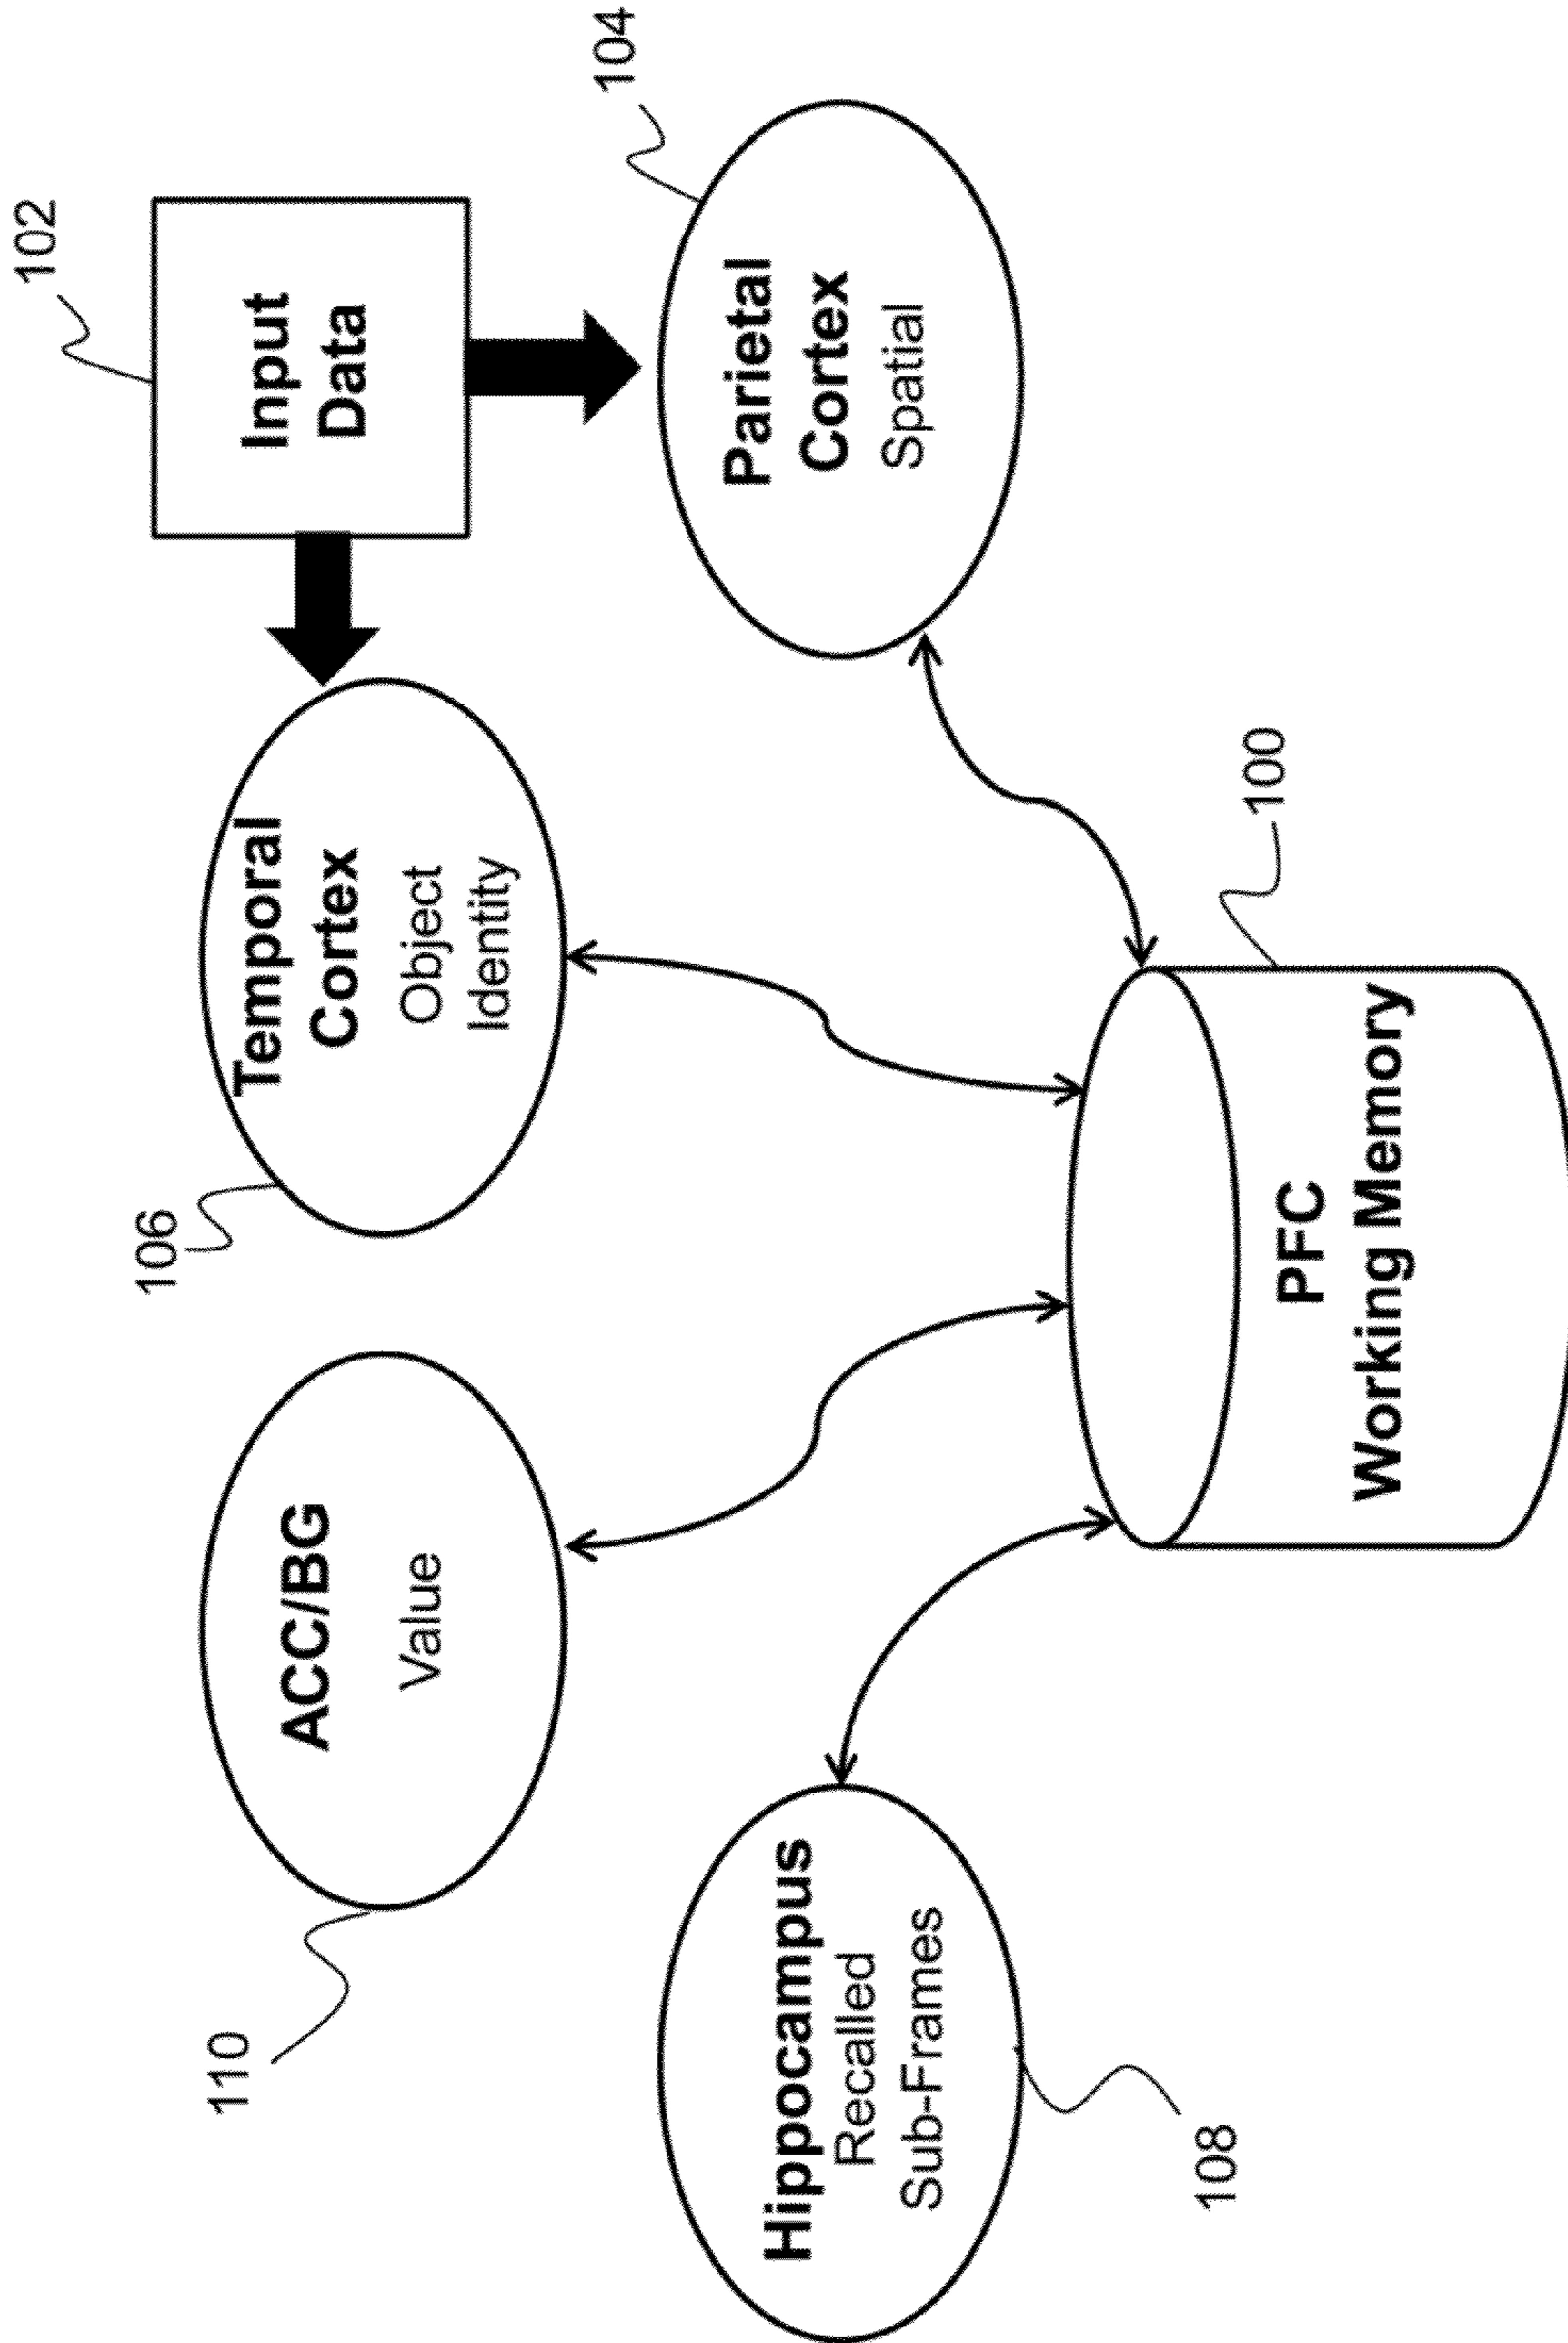 102
Input
Data
104
Parietal
Cortex
Spatial
106
Temporal
Cortex
Object
Identity
110
ACC/BG
Value
Hippocampus
Recalled
Sub-Frames
108
100
PFC
Working Memory